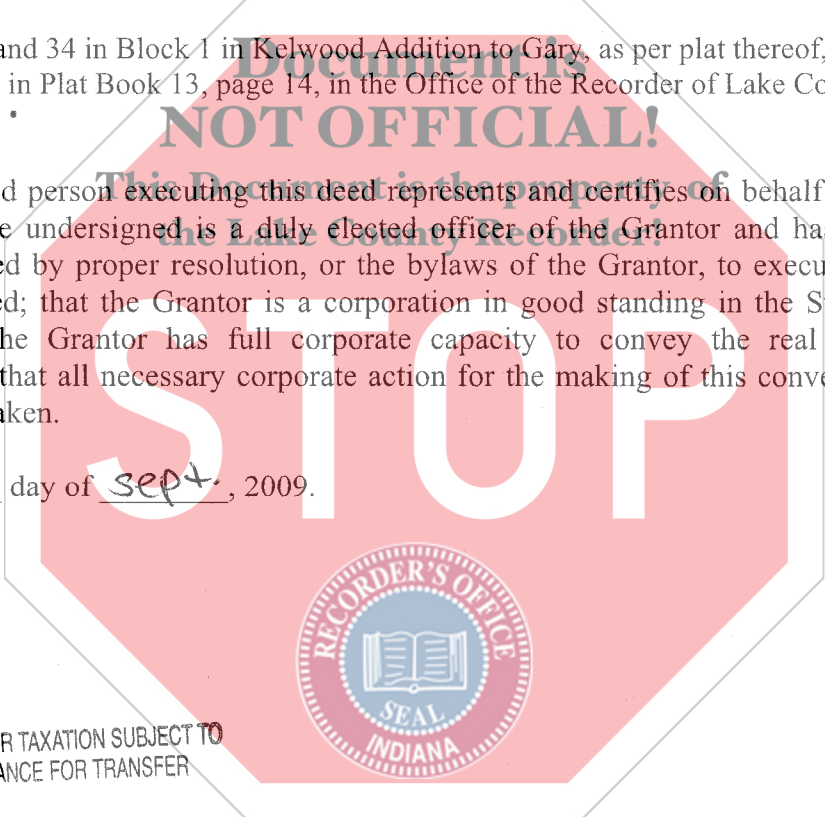 and 34 in Block 1 in Kelwood Addition to Gary, as per plat thereof,
Document is
in Plat Book 13, page 14, in the Office of the Recorder of Lake Co
NOT OFFICIAL!
d person executing this deed represents and certifies on behalf
This Document is the property of
e undersigned is a duly elected officer of the Grantor and ha
the Lake County Recorder!
ed by proper resolution, or the bylaws of the Grantor, to execu
ed; that the Grantor is a corporation in good standing in the S
he Grantor has full corporate capacity to convey the real
that all necessary corporate action for the making of this conve
aken.
STOP
day of sept., 2009.
RECORDER'S OFFICE
SEAL
INDIANA
R TAXATION SUBJECT TO
ANCE FOR TRANSFER